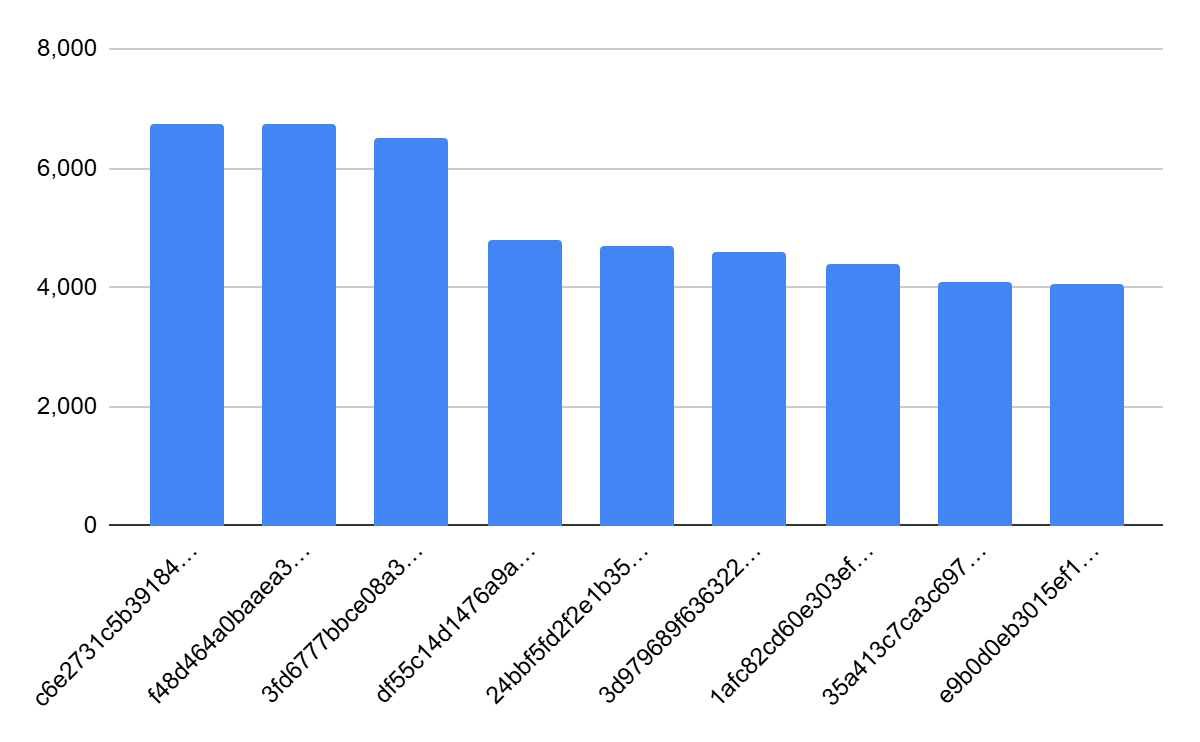 8,000
6,000
4,000
2,000
0
c6e2731c5b39184...
f48d464a0baaea3...
3fd6777bbce08a3...
df55c14d1476a9a...
24bbf5fd2f2e1b35...
3d979689f636322...
1afc82cd60e303ef...
35a413c7ca3c697...
e9b0d0eb3015ef1...